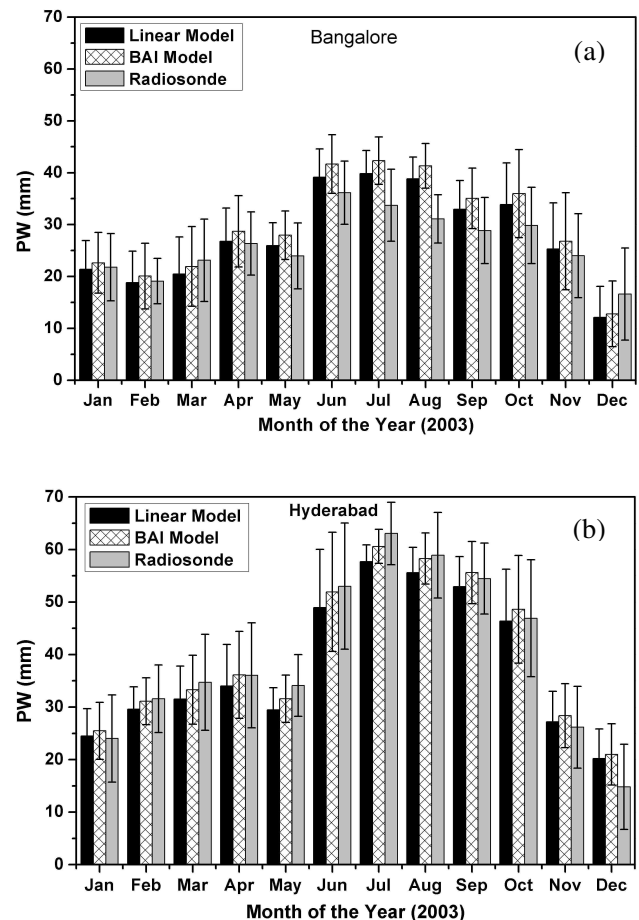 Linear Model
BAI Model
Radiosonde
Bangalore
(a)
70
60
50
40
30
20
10
0
PW (mm)
Jan Feb Mar Apr May Jun Jul Aug Sep Oct Nov Dec
Month of the Year (2003)
Linear Model
BAI Model
Radiosonde
Hyderabad
(b)
70
60
50
40
30
20
10
0
PW (mm)
Jan Feb Mar Apr May Jun Jul Aug Sep Oct Nov Dec
Month of the Year (2003)